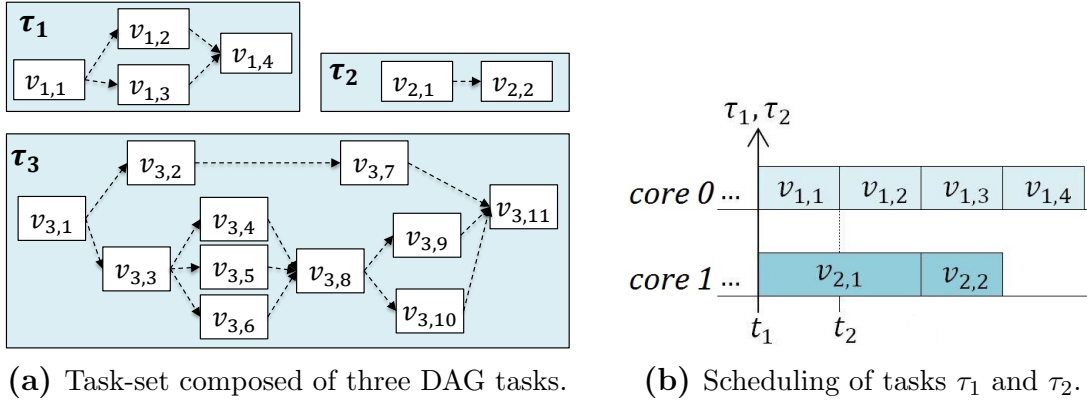 τ₁
v₁,₁
v₁,₂
v₁,₃
v₁,₄
τ₂
v₂,₁
v₂,₂
τ₃
v₃,₁
v₃,₂
v₃,₃
v₃,₄
v₃,₅
v₃,₆
v₃,₇
v₃,₈
v₃,₉
v₃,₁₀
v₃,₁₁
(a) Task-set composed of three DAG tasks.
τ₁, τ₂
core 0 ... v₁,₁ v₁,₂ v₁,₃ v₁,₄
core 1 ... v₂,₁ v₂,₂
t₁ t₂
(b) Scheduling of tasks τ₁ and τ₂.